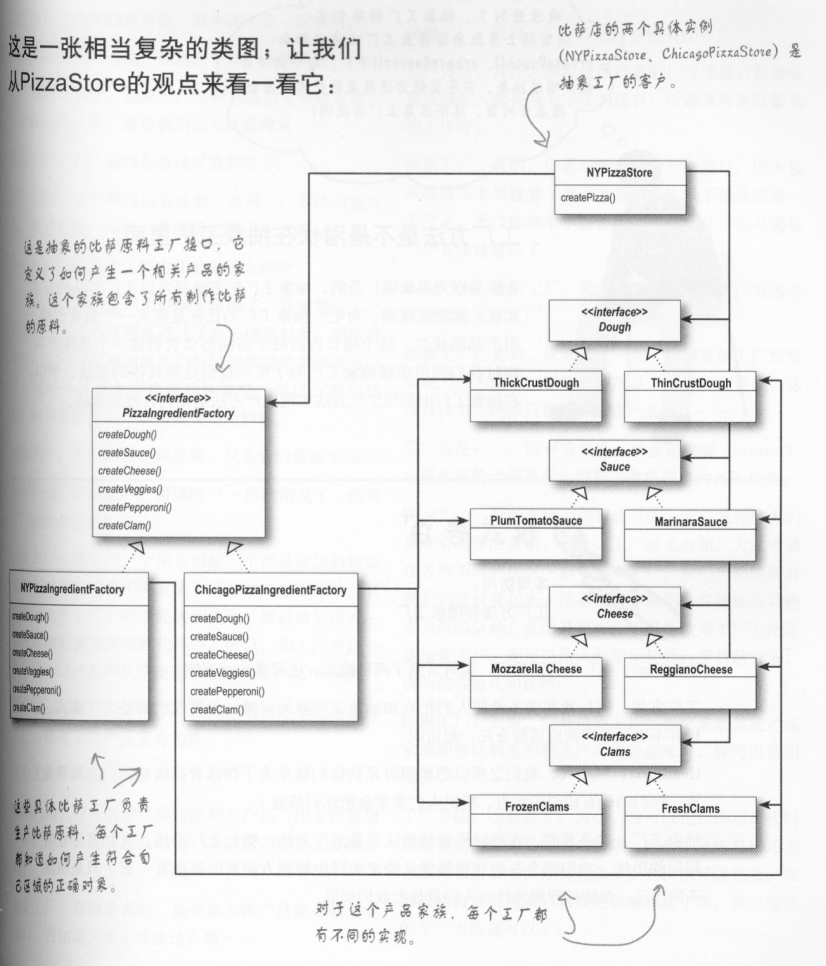 这是一张相当复杂的类图；让我们
从PizzaStore的观点来看一看它：
比萨店的两个具体实例
(NYPizzaStore、ChicagoPizzaStore) 是
抽象工厂的客户。
NYPizzaStore
createPizza()
这是抽象的比萨原料工厂接口，它
定义了如何产生一个相关产品的家
族。这个家族包含了所有制作比萨
的原料。
<<interface>>
Dough
ThickCrustDough
ThinCrustDough
<<interface>>
PizzaIngredientFactory
createDough()
createSauce()
createCheese()
createVeggies()
createPepperoni()
createClam()
<<interface>>
Sauce
PlumTomatoSauce
MarinaraSauce
NYPizzaIngredientFactory
createDough()
createSauce()
createCheese()
createVeggies()
createPepperoni()
createClam()
ChicagoPizzaIngredientFactory
createDough()
createSauce()
createCheese()
createVeggies()
createPepperoni()
createClam()
<<interface>>
Cheese
Mozzarella Cheese
ReggianoCheese
<<interface>>
Clams
FrozenClams
FreshClams
这些具体比萨工厂负责
生产比萨原料，每个工厂
都知道如何产生符合自
己区域的正确对象。
对于这个产品家族，每个工厂都
有不同的实现。